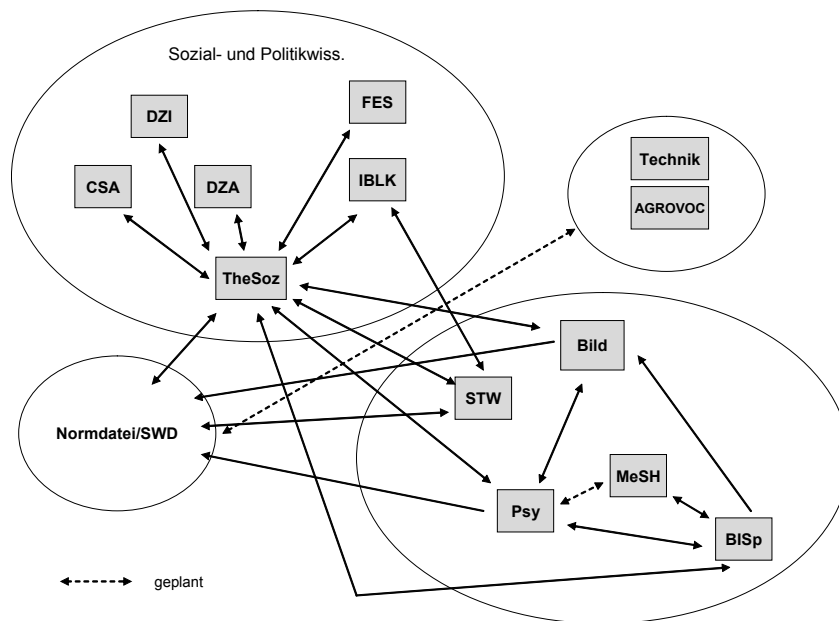 Sozial- und Politikwiss.
DZI
FES
CSA
DZA
IBLK
TheSoz
Technik
AGROVOC
Bild
STW
Normdatei/SWD
MeSH
Psy
BISp
geplant